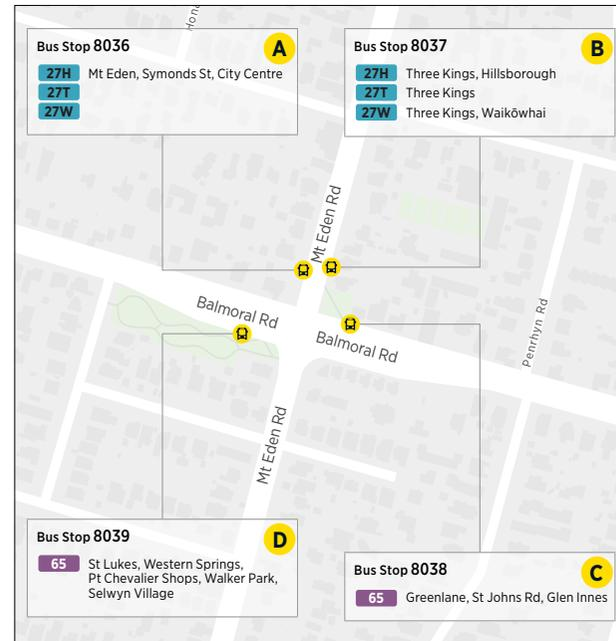 Bus Stop 8036
A
27H Mt Eden, Symonds St, City Centre
27T
27W
Bus Stop 8037
B
27H Three Kings, Hillsborough
27T Three Kings
27W Three Kings, Waikōwhai
Mt Eden Rd
Balmoral Rd
Balmoral Rd
Penrhyn Rd
Mt Eden Rd
Bus Stop 8039
D
65 St Lukes, Western Springs,
Pt Chevalier Shops, Walker Park,
Selwyn Village
Bus Stop 8038
C
65 Greenlane, St Johns Rd, Glen Innes